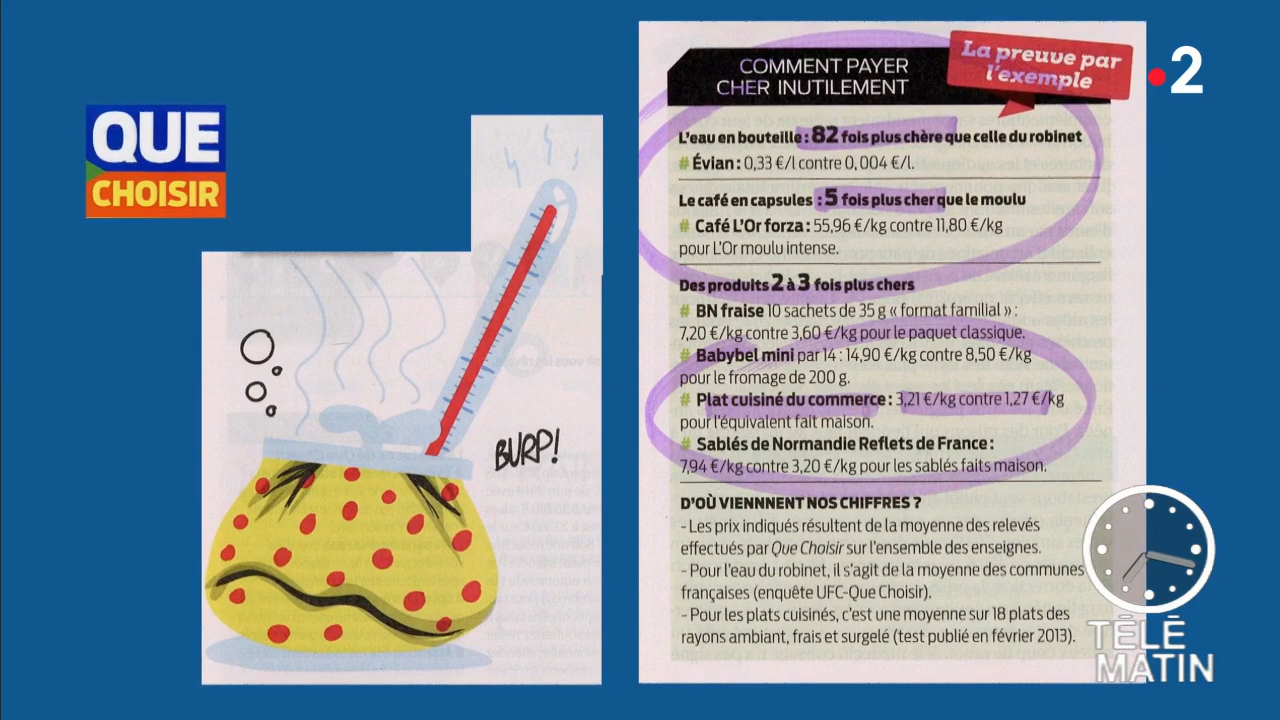 QUE
CHOISIR
BURP!
COMMENT PAYER
CHER INUTILEMENT
La preuve par
l'exemple
2
L'eau en bouteille : 82 fois plus chère que celle du robinet
# Évian : 0,33 €/l contre 0,004 €/l.
Le café en capsules : 5 fois plus cher que le moulu
# Café L'Or forza : 55,96 €/kg contre 11,80 €/kg
pour L'Or moulu intense.
Des produits 2 à 3 fois plus chers
# BN fraise 10 sachets de 35 g « format familial » :
7,20 €/kg contre 3,60 €/kg pour le paquet classique.
# Babybel mini par 14 : 14,90 €/kg contre 8,50 €/kg
pour le fromage de 200 g.
# Plat cuisiné du commerce : 3,21 €/kg contre 1,27 €/kg
pour l'équivalent fait maison.
# Sablés de Normandie Reflets de France :
7,94 €/kg contre 3,20 €/kg pour les sablés faits maison.
D'OÙ VIENNNENT NOS CHIFFRES ?
- Les prix indiqués résultent de la moyenne des relevés
effectués par Que Choisir sur l'ensemble des enseignes.
- Pour l'eau du robinet, il s'agit de la moyenne des communes
françaises (enquête UFC-Que Choisir).
- Pour les plats cuisinés, c'est une moyenne sur 18 plats des
rayons ambiant, frais et surgelé (test publié en février 2013).
TÉLÉ
MATIN